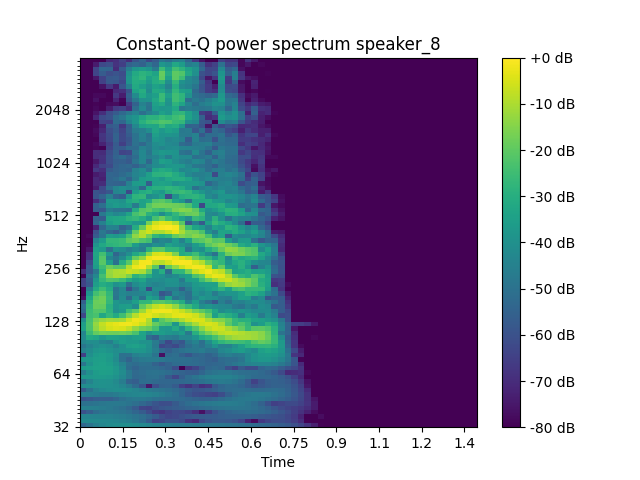 Constant-Q power spectrum speaker_8
Hz
2048
1024
512
256
128
64
32
0 0.15 0.3 0.45 0.6 0.75 0.9 1.1 1.2 1.4
Time
+0 dB
-10 dB
-20 dB
-30 dB
-40 dB
-50 dB
-60 dB
-70 dB
-80 dB